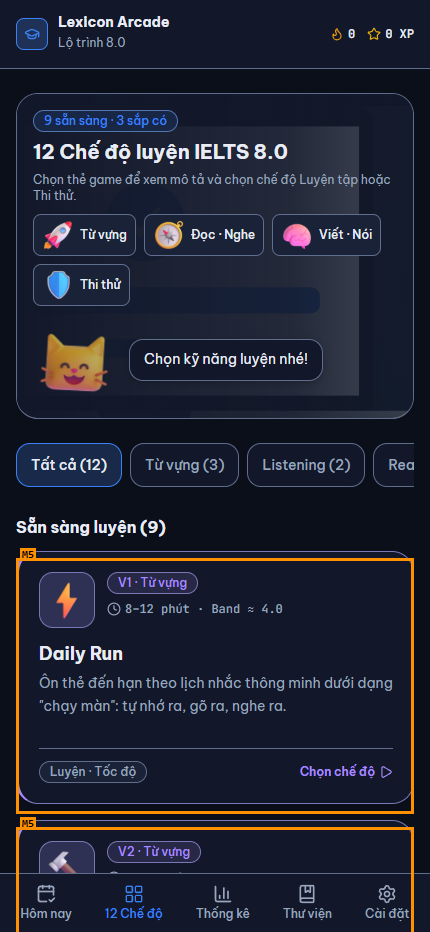 Lexicon Arcade
Lộ trình 8.0
0
0 XP
9 sẵn sàng · 3 sắp có
12 Chế độ luyện IELTS 8.0
Chọn thẻ game để xem mô tả và chọn chế độ Luyện tập hoặc
Thi thử.
Từ vựng
Đọc · Nghe
Viết · Nói
Thi thử
Chọn kỹ năng luyện nhé!
Tất cả (12)
Từ vựng (3)
Listening (2)
Rea
Sẵn sàng luyện (9)
M5
V1 · Từ vựng
8–12 phút · Band ≈ 4.0
Daily Run
Ôn thẻ đến hạn theo lịch nhắc thông minh dưới dạng
"chạy màn": tự nhớ ra, gõ ra, nghe ra.
Luyện · Tốc độ
Chọn chế độ
M5
V2 · Từ vựng
Hôm nay
12 Chế độ
Thống kê
Thư viện
Cài đặt